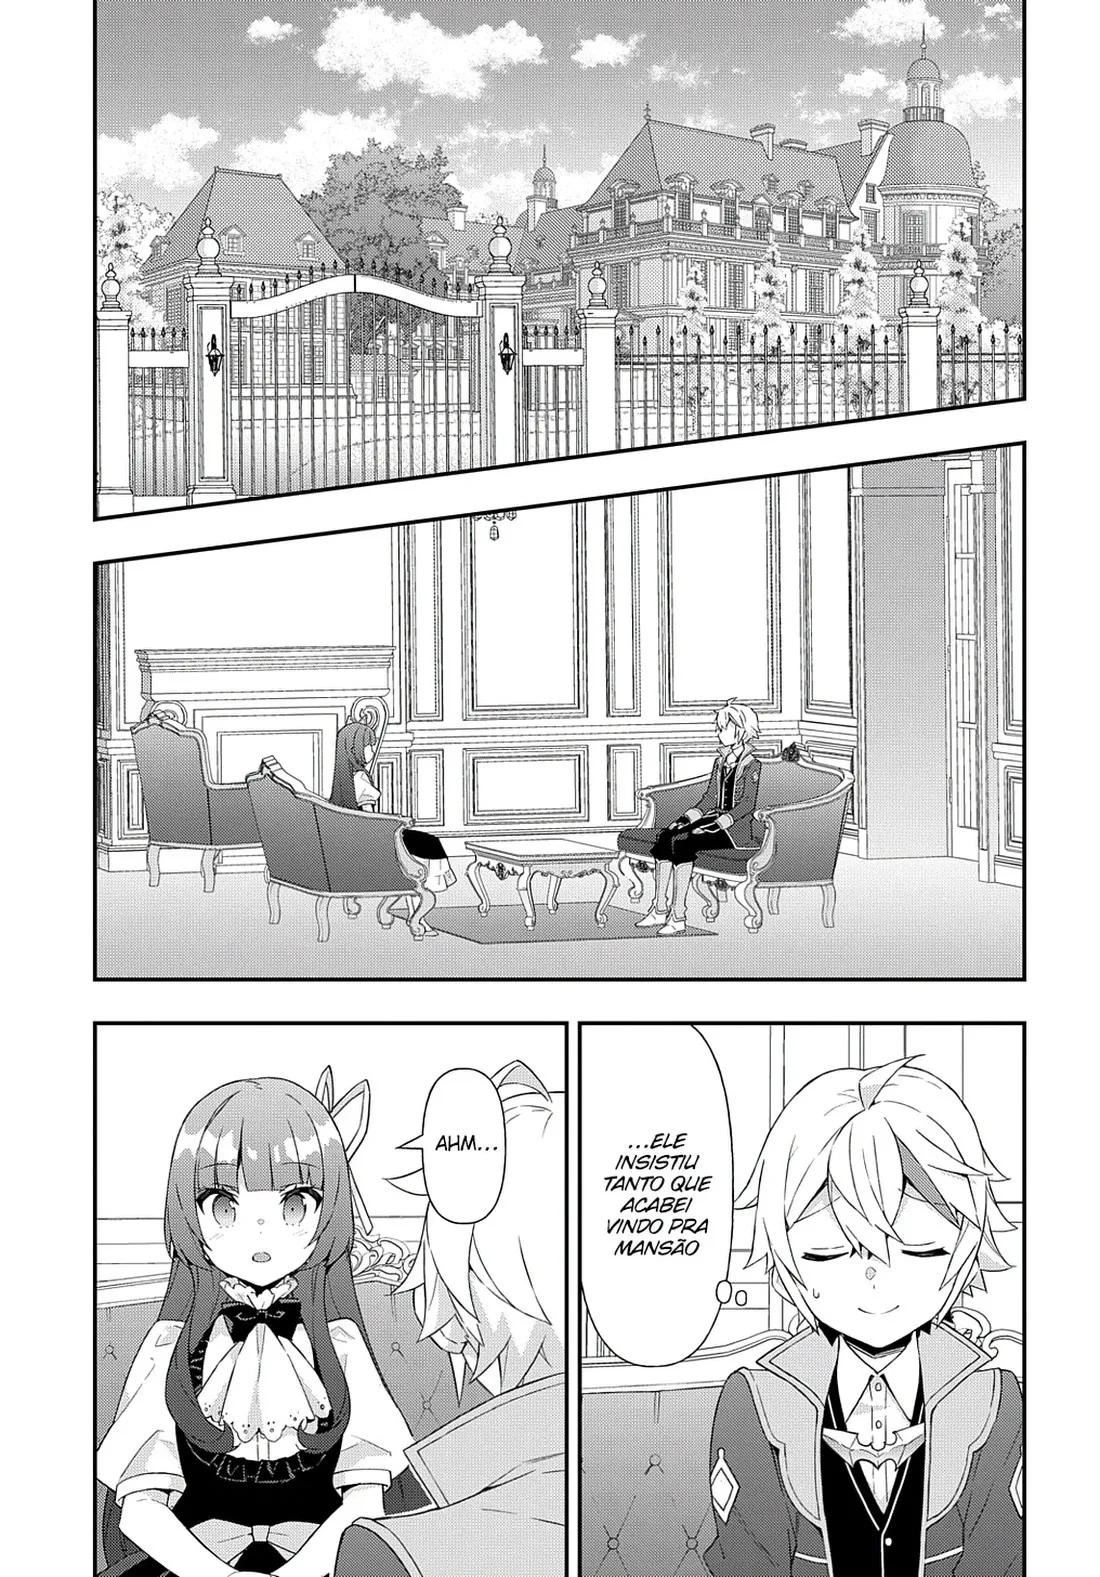 ...ELE
INSISTIU
TANTO QUE
ACABEI
VINDO PRA
MANSÃO
AHM...